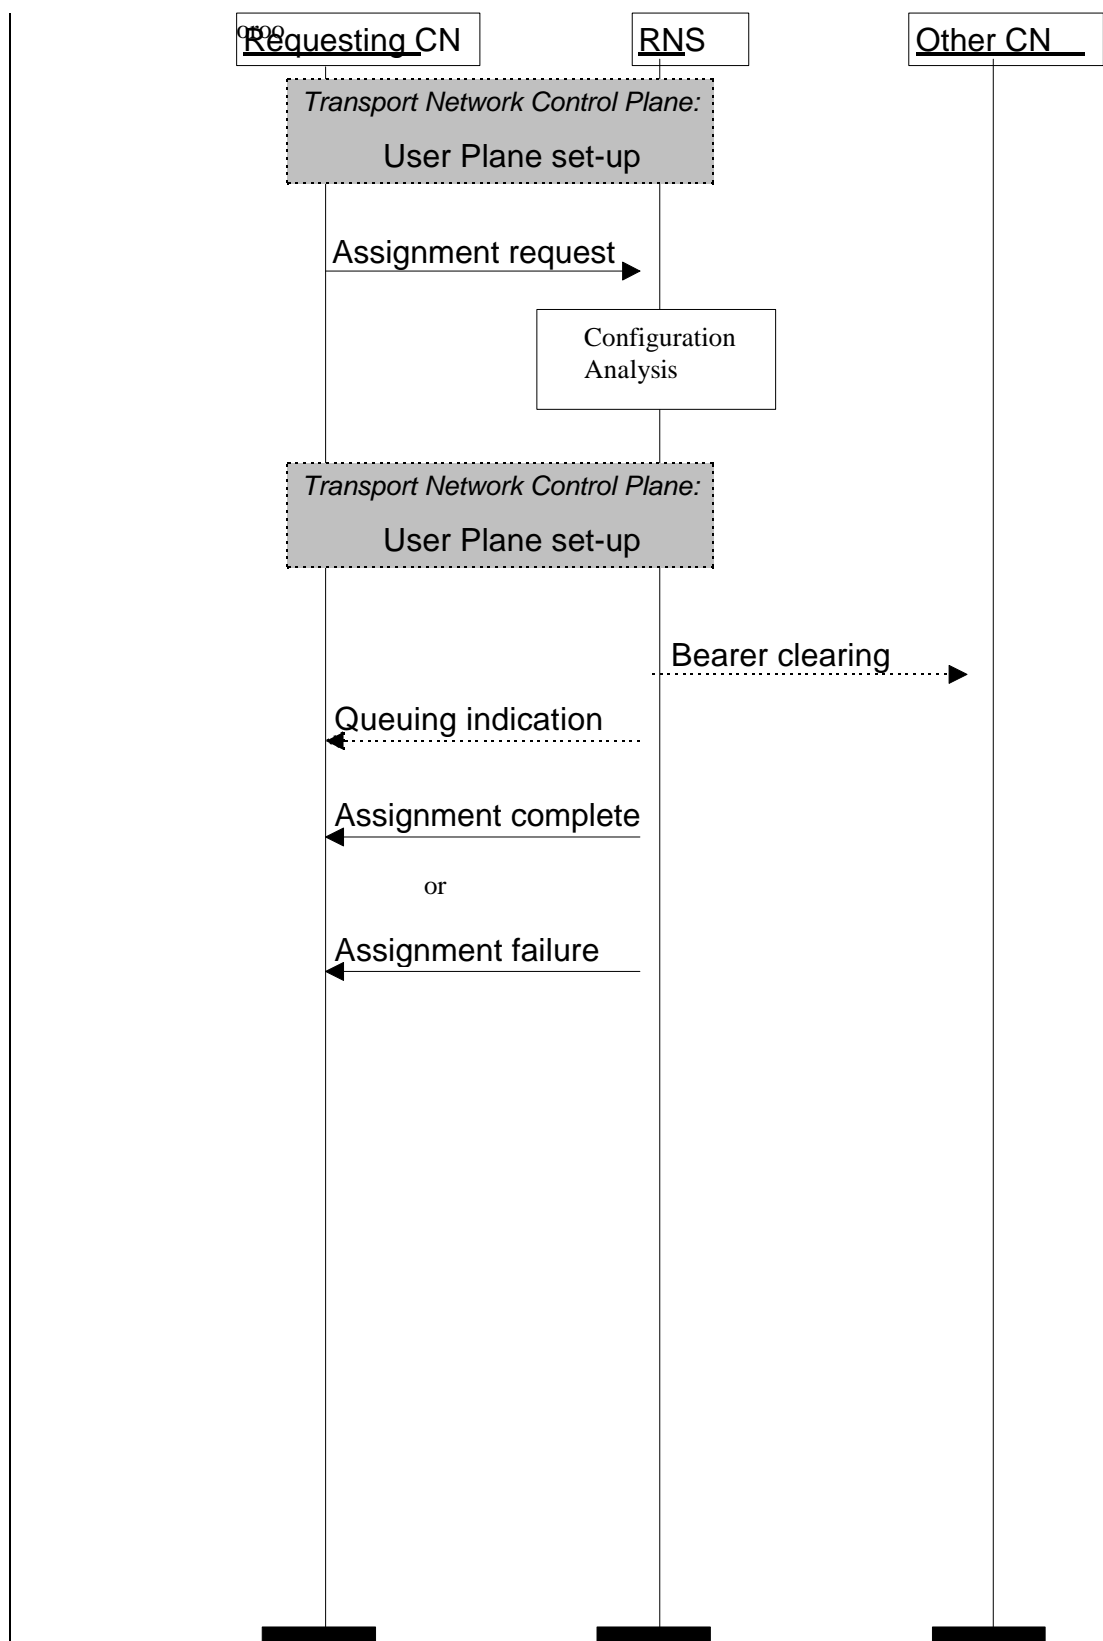 Requesting CN
RNS
Other CN
Transport Network Control Plane:
User Plane set-up
Assignment request
Configuration
Analysis
Transport Network Control Plane:
User Plane set-up
Bearer clearing
Queuing indication
Assignment complete
or
Assignment failure